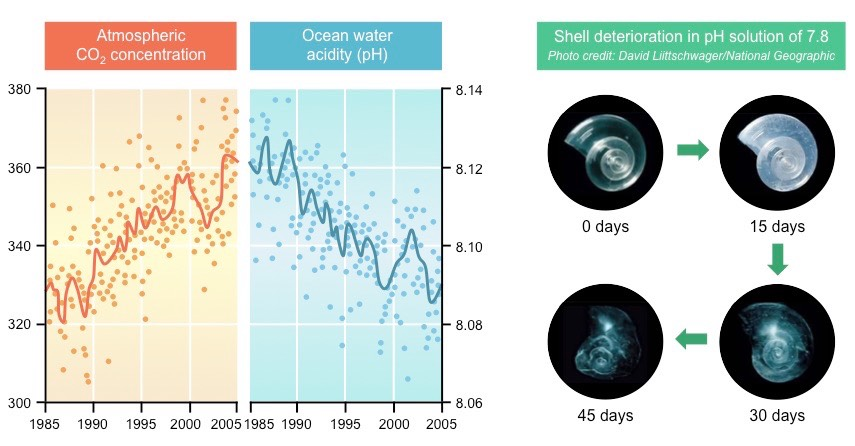 Atmospheric
CO₂ concentration
Ocean water
acidity (pH)
Shell deterioration in pH solution of 7.8
Photo credit: David Liittschwager/National Geographic
380
360
340
320
300
8.14
8.12
8.10
8.08
8.06
1985 1990 1995 2000 2005
1985 1990 1995 2000 2005
0 days
15 days
45 days
30 days